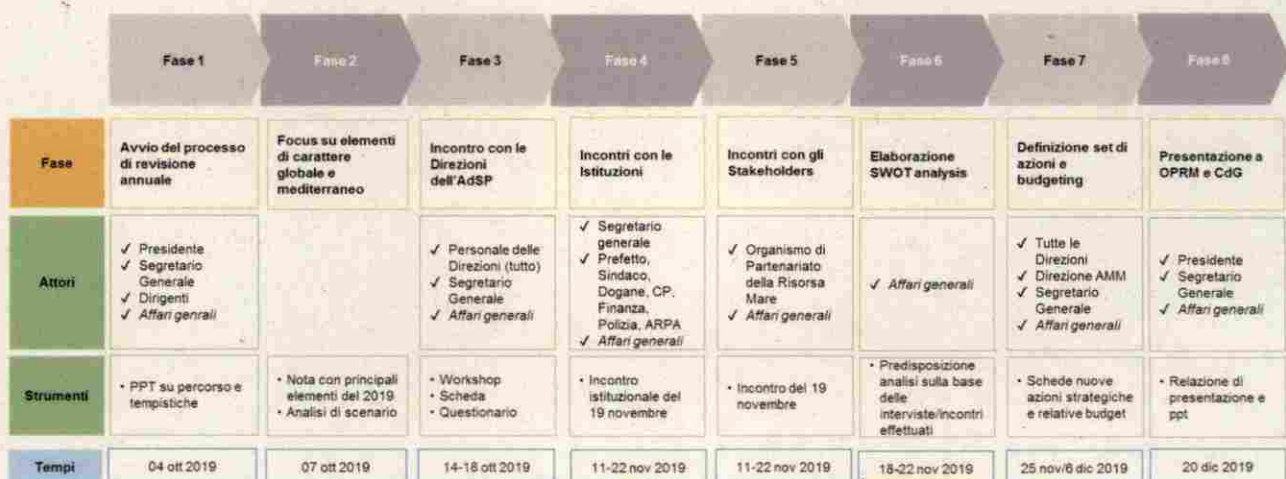 Fase 1
Fase 2
Fase 3
Fase 4
Fase 5
Fase 6
Fase 7
Fase 8
Fase
Avvio del processo
di revisione
annuale
Focus su elementi
di carattere
globale e
mediterraneo
Incontro con le
Direzioni
dell'AdSP
Incontri con le
Istituzioni
Incontri con gli
Stakeholders
Elaborazione
SWOT analysis
Definizione set di
azioni e
budgeting
Presentazione a
OPRM e CdG
Attori
✓ Presidente
✓ Segretario
Generale
✓ Dirigenti
✓ Affari genrali
✓ Personale delle
Direzioni (tutto)
✓ Segretario
Generale
✓ Affari generali
✓ Segretario
generale
✓ Prefetto,
Sindaco,
Dogane, CP,
Finanza,
Polizia, ARPA
✓ Affari generali
✓ Organismo di
Partenariato
della Risorsa
Mare
✓ Affari generali
✓ Affari generali
✓ Tutte le
Direzioni
✓ Direzione AMM
✓ Segretario
Generale
✓ Affari generali
✓ Presidente
✓ Segretario
Generale
✓ Affari generali
Strumenti
• PPT su percorso e
tempistiche
• Nota con principali
elementi del 2019
• Analisi di scenario
• Workshop
• Scheda
• Questionario
• Incontro
istituzionale del
19 novembre
• Incontro del 19
novembre
• Predisposizione
analisi sulla base
delle
interviste/incontri
effettuati
• Schede nuove
azioni strategiche
e relative budget
• Relazione di
presentazione e
ppt
Tempi
04 ott 2019
07 ott 2019
14-18 ott 2019
11-22 nov 2019
11-22 nov 2019
18-22 nov 2019
25 nov/6 dic 2019
20 dic 2019